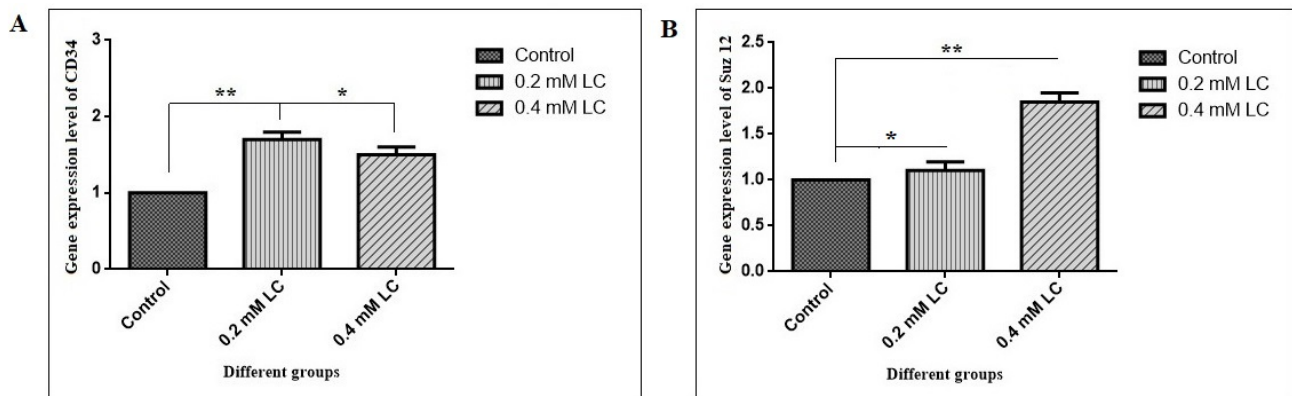 A
Gene expression level of CD34
3
2
1
0
**
*
Control
0.2 mM LC
0.4 mM LC
Control
0.2 mM LC
0.4 mM LC
Different groups
B
Gene expression level of Suz 12
2.5
2.0
1.5
1.0
0.5
0.0
**
*
Control
0.2 mM LC
0.4 mM LC
Control
0.2 mM LC
0.4 mM LC
Different groups